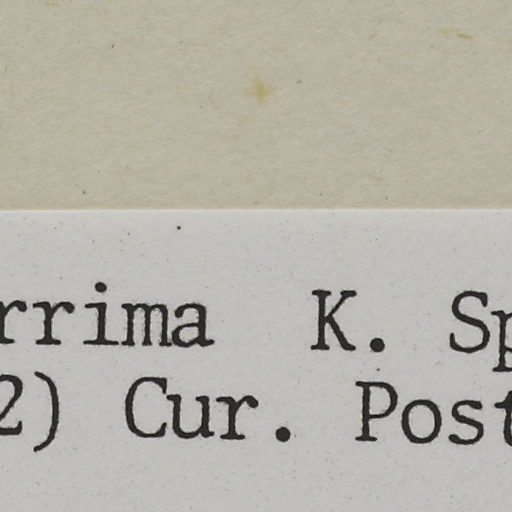 rrima K. Sp
2) Cur. Post